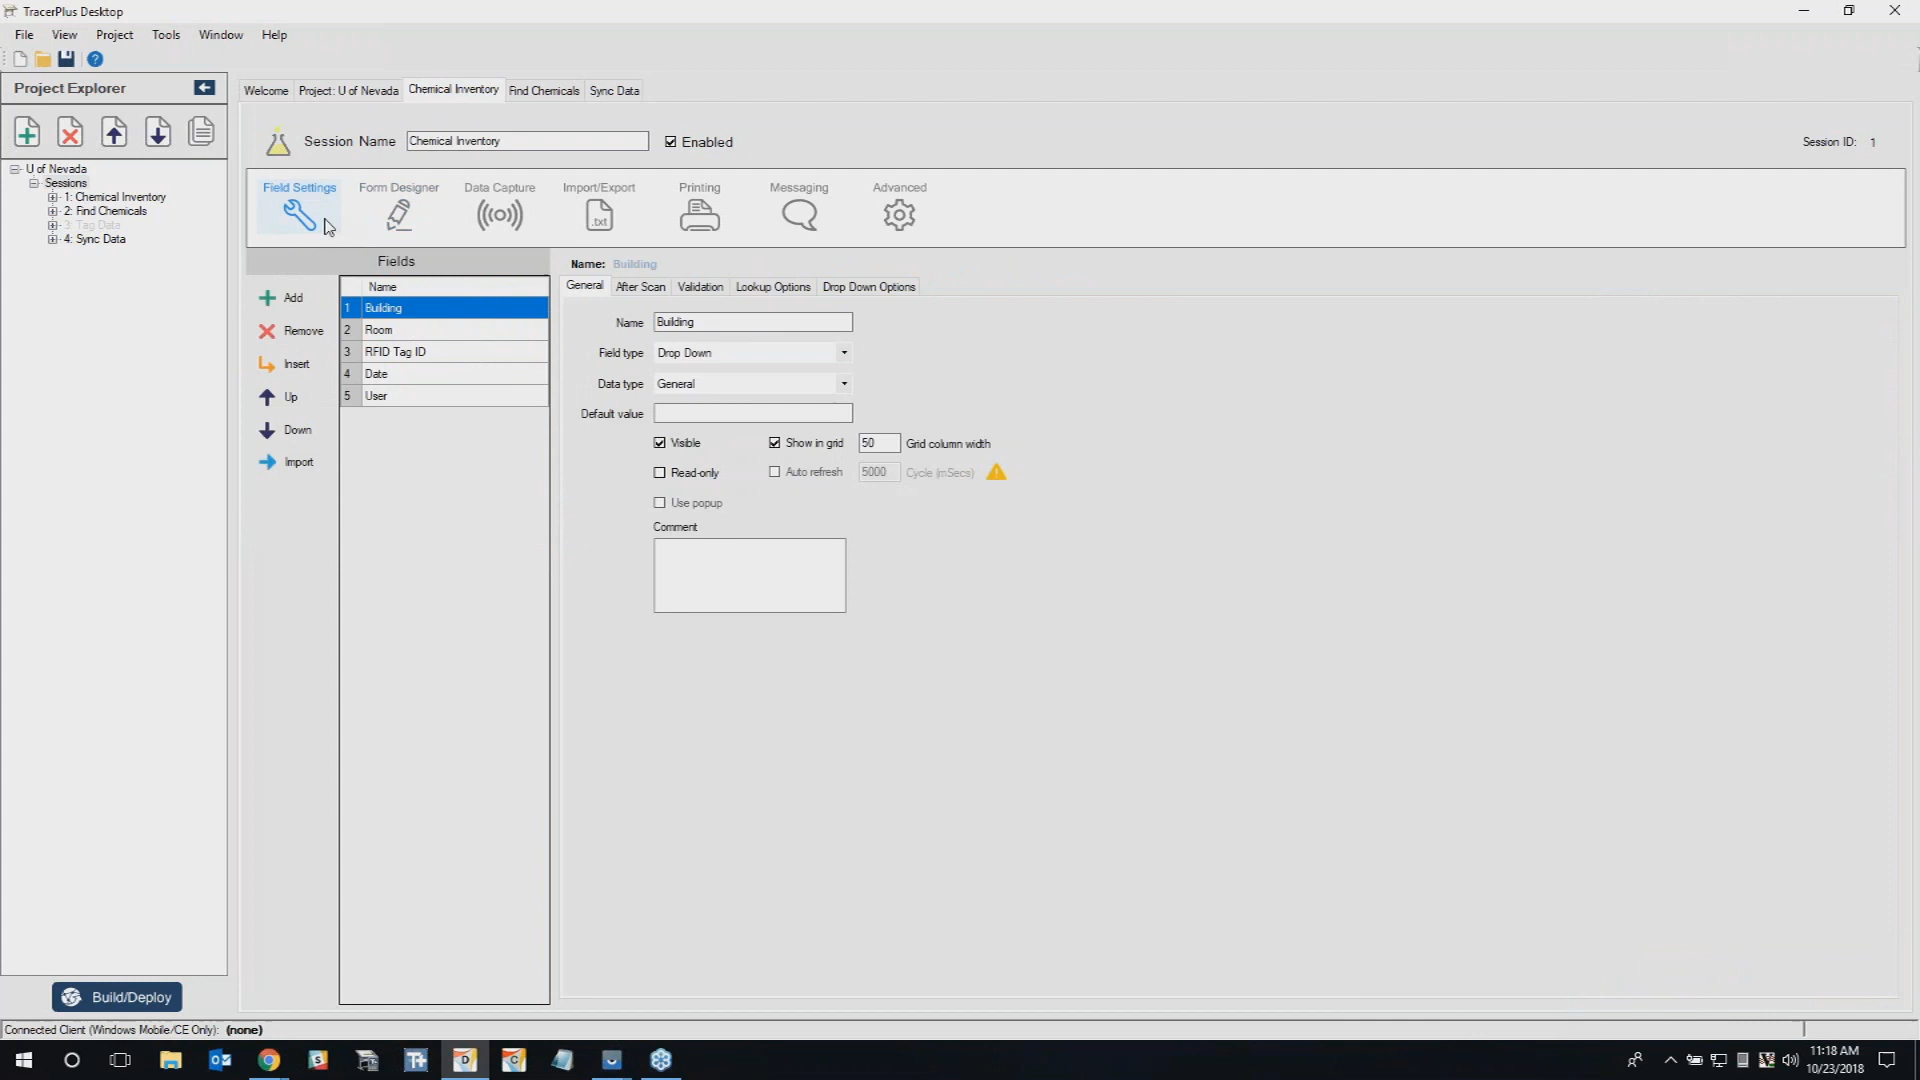 TracerPlus Desktop
File View Project Tools Window Help
Project Explorer
U of Nevada
Sessions
1: Chemical Inventory
2: Find Chemicals
3: Tag Data
4: Sync Data
Build/Deploy
Welcome Project: U of Nevada Chemical Inventory Find Chemicals Sync Data
Session Name Chemical Inventory Enabled Session ID: 1
Field Settings Form Designer Data Capture Import/Export Printing Messaging Advanced
.txt
Fields
Add
Remove
Insert
Up
Down
Import
Name
1 Building
2 Room
3 RFID Tag ID
4 Date
5 User
Name: Building
General After Scan Validation Lookup Options Drop Down Options
Name Building
Field type Drop Down
Data type General
Default value
Visible Show in grid 50 Grid column width
Read-only Auto refresh 5000 Cycle (mSecs)
Use popup
Comment
Connected Client (Windows Mobile/CE Only): (none)
11:18 AM
10/23/2018